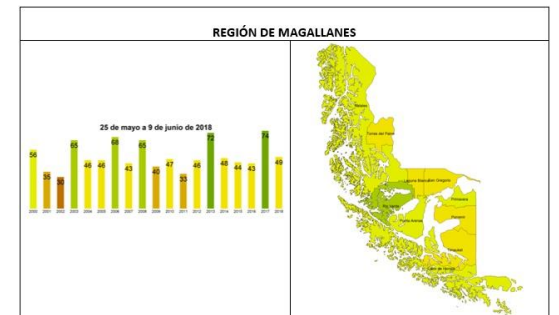 REGIÓN DE MAGALLANES
25 de mayo a 9 de junio de 2018
56 35 30 65 46 46 68 43 65 40 47 33 46 72 48 44 43 74 49
2000 2001 2002 2003 2004 2005 2006 2007 2008 2009 2010 2011 2012 2013 2014 2015 2016 2017 2018
Natales
Torres del Paine
Laguna Blanca San Gregorio
Primavera
Río Verde
Porvenir
Punta Arenas
Timaukel
Cabo de Hornos